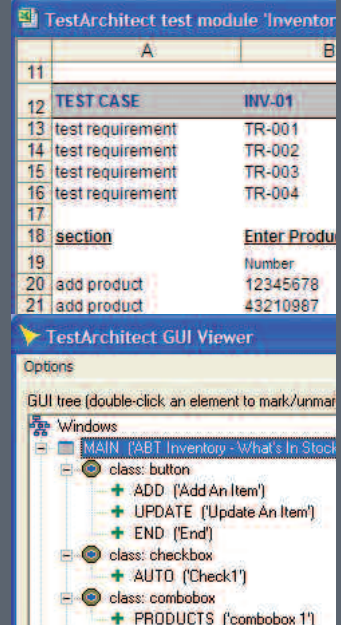 TestArchitect test module 'Inventor
A B
11
12 TEST CASE INV-01
13 test requirement TR-001
14 test requirement TR-002
15 test requirement TR-003
16 test requirement TR-004
17
18 section Enter Produ
19 Number
20 add product 12345678
21 add product 43210987
TestArchitect GUI Viewer
Options
GUI tree (double-click an element to mark/unmar
Windows
MAIN ('ABT Inventory - What's In Stock
class: button
ADD ('Add An Item')
UPDATE ('Update An Item')
END ('End')
class: checkbox
AUTO ('Check1')
class: combobox
PRODUCTS ('combobox 1')